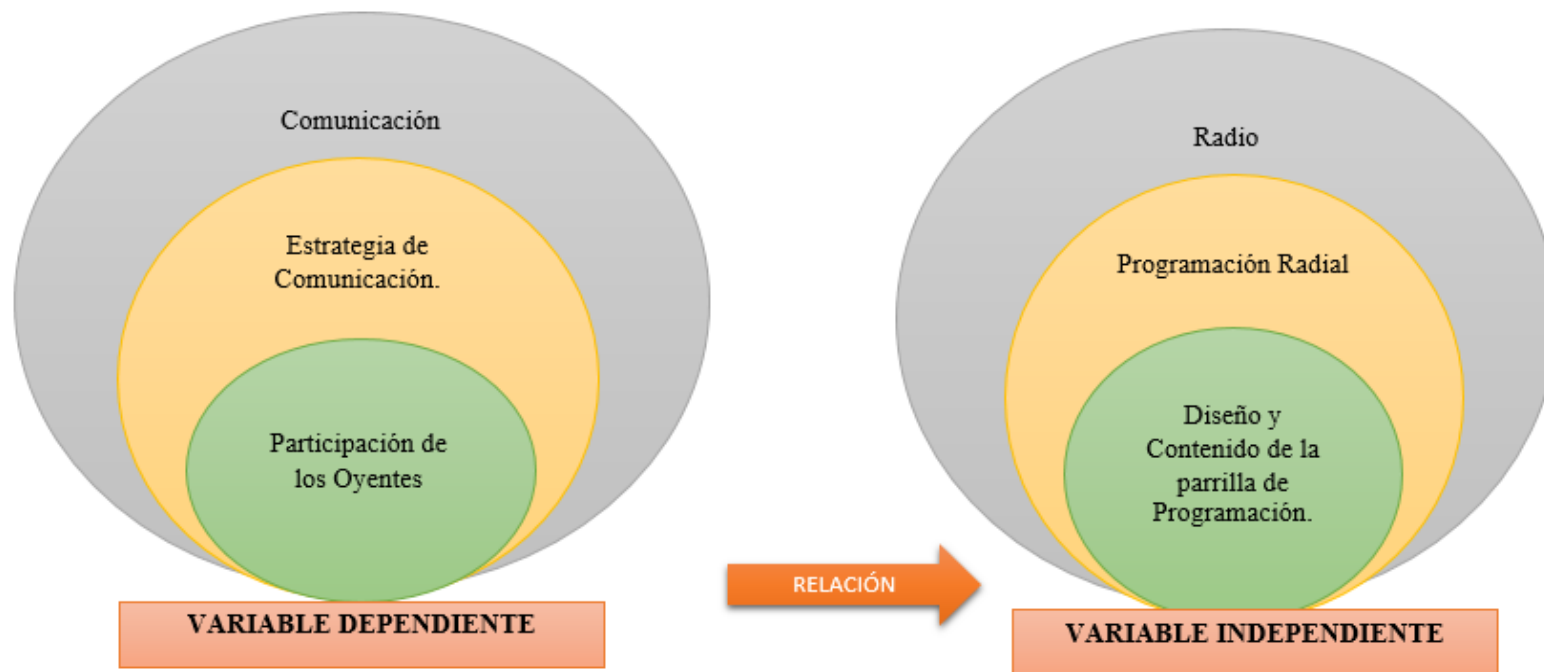 Comunicación
Estrategia de
Comunicación.
Participación de
los Oyentes
VARIABLE DEPENDIENTE
RELACIÓN
Radio
Programación Radial
Diseño y
Contenido de la
parrilla de
Programación.
VARIABLE INDEPENDIENTE